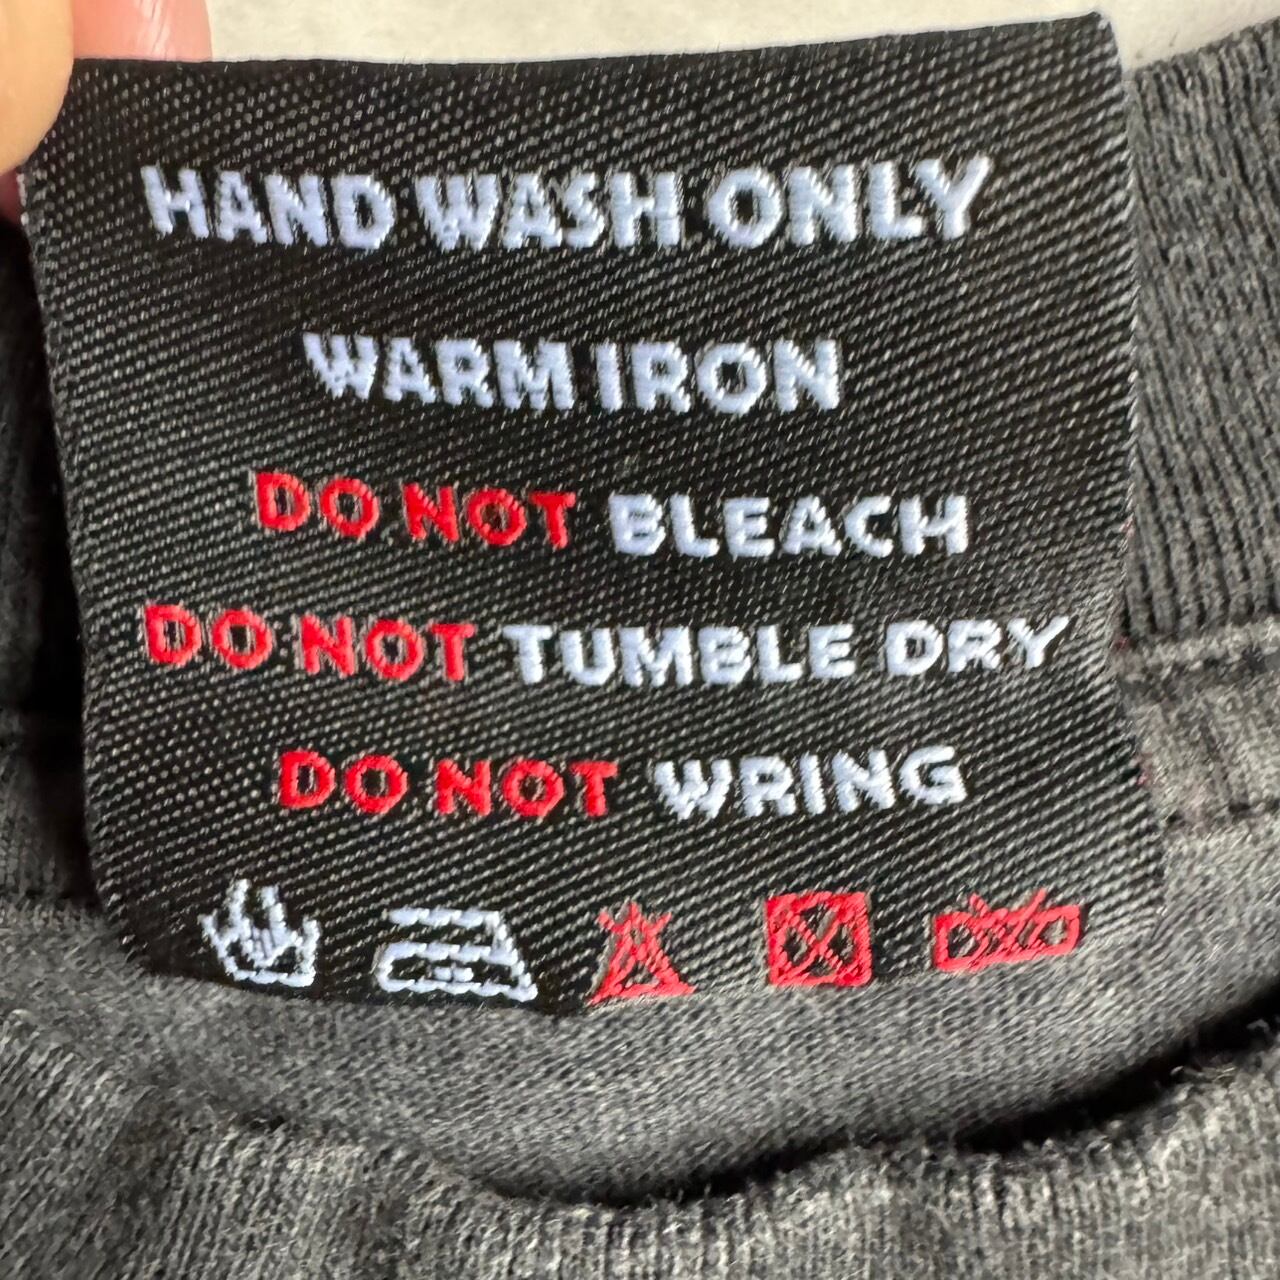 HAND WASH ONLY
WARM IRON
DO NOT BLEACH
DO NOT TUMBLE DRY
DO NOT WRING